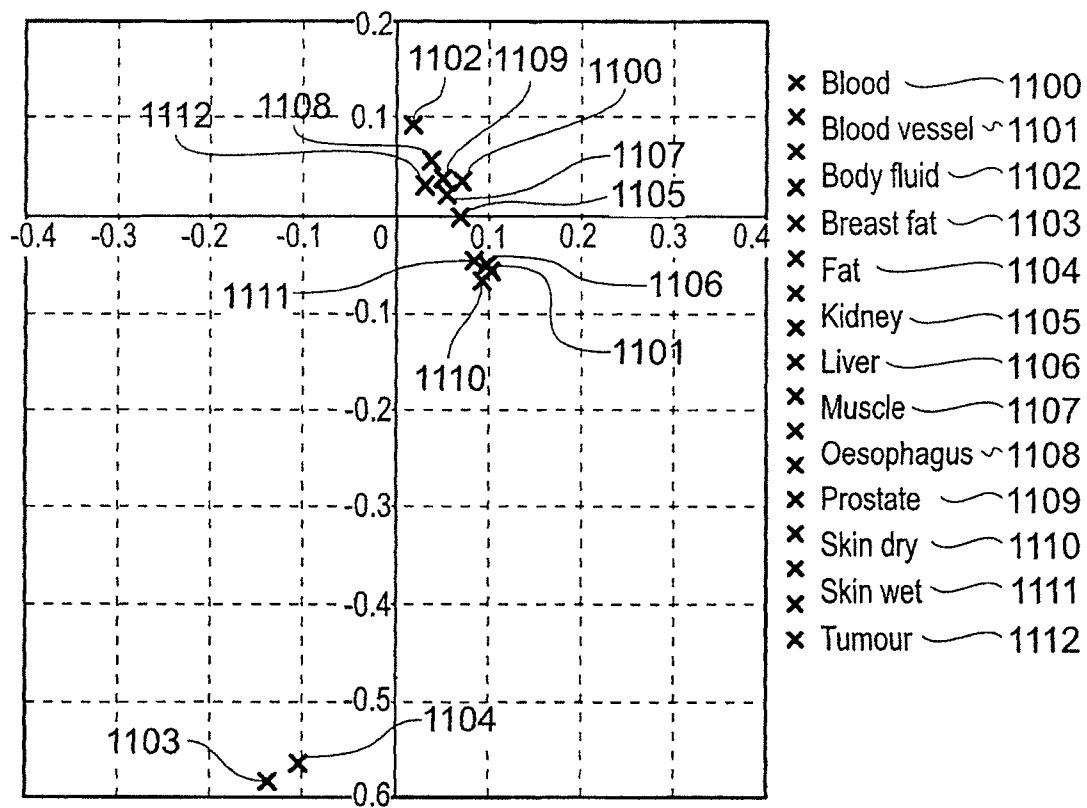 0.2
1102
1109
1100
1112
1108
0.1
1107
1105
-0.4 -0.3 -0.2 -0.1 0 0.1 0.2 0.3 0.4
1111
1106
-0.1
1101
1110
-0.2
-0.3
-0.4
-0.5
1104
1103
-0.6
Blood 1100
Blood vessel 1101
Body fluid 1102
Breast fat 1103
Fat 1104
Kidney 1105
Liver 1106
Muscle 1107
Oesophagus 1108
Prostate 1109
Skin dry 1110
Skin wet 1111
Tumour 1112